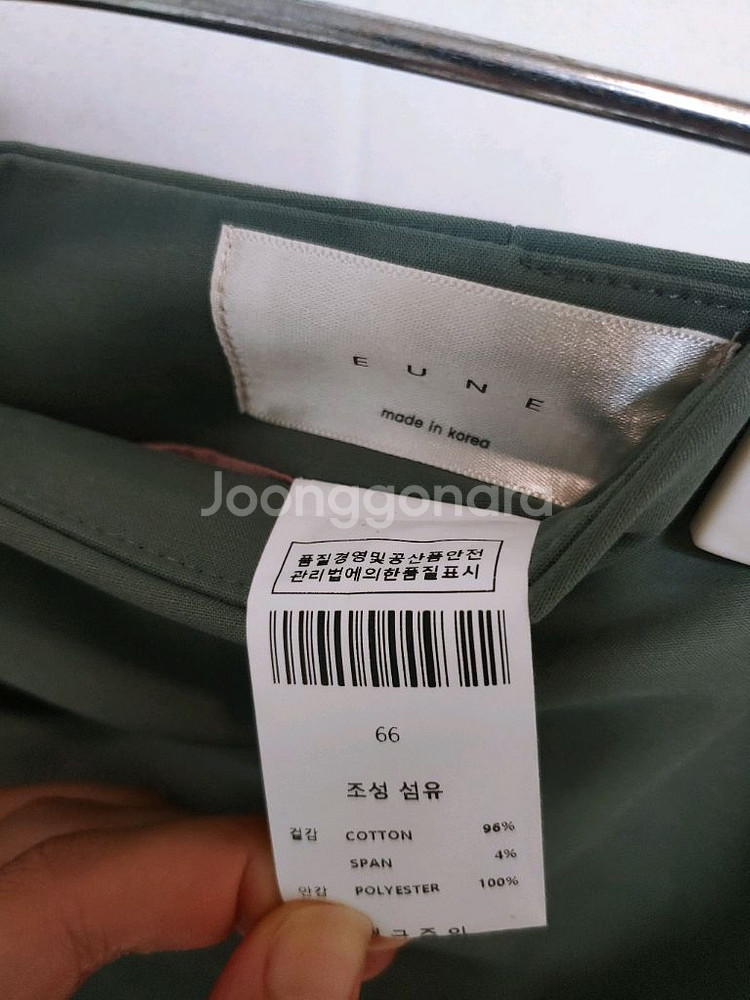 E U N E
made in korea
Joonggonara
품질경영및공산품안전
관리법에의한품질표시
66
조성 섬유
겉감 COTTON 96%
SPAN 4%
안감 POLYESTER 100%